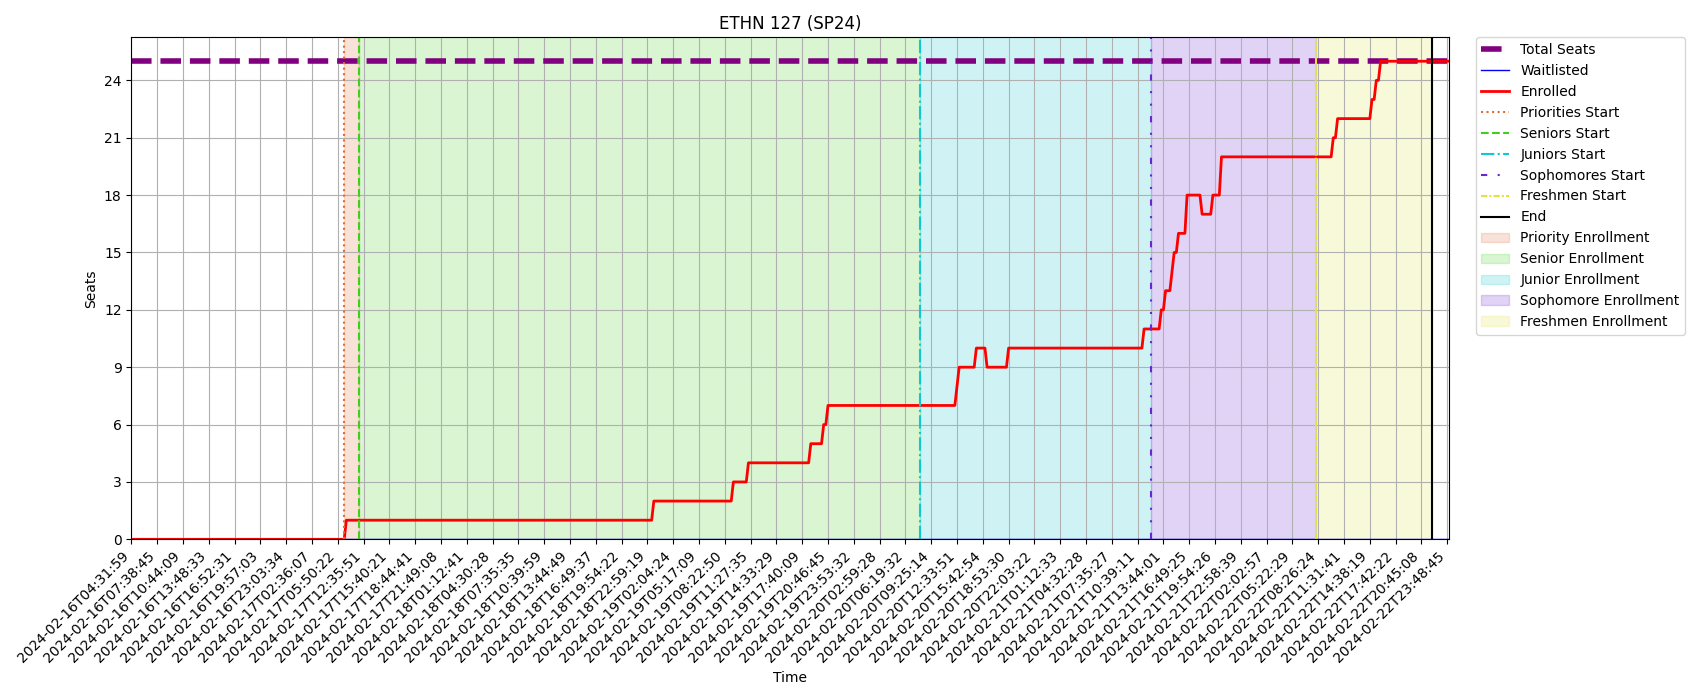 ETHN 127 (SP24)
Seats
24
21
18
15
12
9
6
3
0
2024-02-16T04:31:59
2024-02-16T07:38:45
2024-02-16T10:44:09
2024-02-16T13:48:33
2024-02-16T16:52:31
2024-02-16T19:57:03
2024-02-16T23:03:34
2024-02-17T02:36:07
2024-02-17T05:50:22
2024-02-17T12:35:51
2024-02-17T15:40:21
2024-02-17T18:44:41
2024-02-17T21:49:08
2024-02-18T01:12:41
2024-02-18T04:30:28
2024-02-18T07:35:35
2024-02-18T10:39:59
2024-02-18T13:44:49
2024-02-18T16:49:37
2024-02-18T19:54:22
2024-02-18T22:59:19
2024-02-19T02:04:24
2024-02-19T05:17:09
2024-02-19T08:22:50
2024-02-19T11:27:35
2024-02-19T14:33:29
2024-02-19T17:40:09
2024-02-19T20:46:45
2024-02-19T23:53:32
2024-02-20T02:59:28
2024-02-20T06:19:32
2024-02-20T09:25:14
2024-02-20T12:33:51
2024-02-20T15:42:54
2024-02-20T18:53:30
2024-02-20T22:03:22
2024-02-21T01:12:33
2024-02-21T04:32:28
2024-02-21T07:35:27
2024-02-21T10:39:11
2024-02-21T13:44:01
2024-02-21T16:49:25
2024-02-21T19:54:26
2024-02-21T22:58:39
2024-02-22T02:02:57
2024-02-22T05:22:29
2024-02-22T08:26:24
2024-02-22T11:31:41
2024-02-22T14:38:19
2024-02-22T17:42:22
2024-02-22T20:45:08
2024-02-22T23:48:45
Time
Total Seats
Waitlisted
Enrolled
Priorities Start
Seniors Start
Juniors Start
Sophomores Start
Freshmen Start
End
Priority Enrollment
Senior Enrollment
Junior Enrollment
Sophomore Enrollment
Freshmen Enrollment